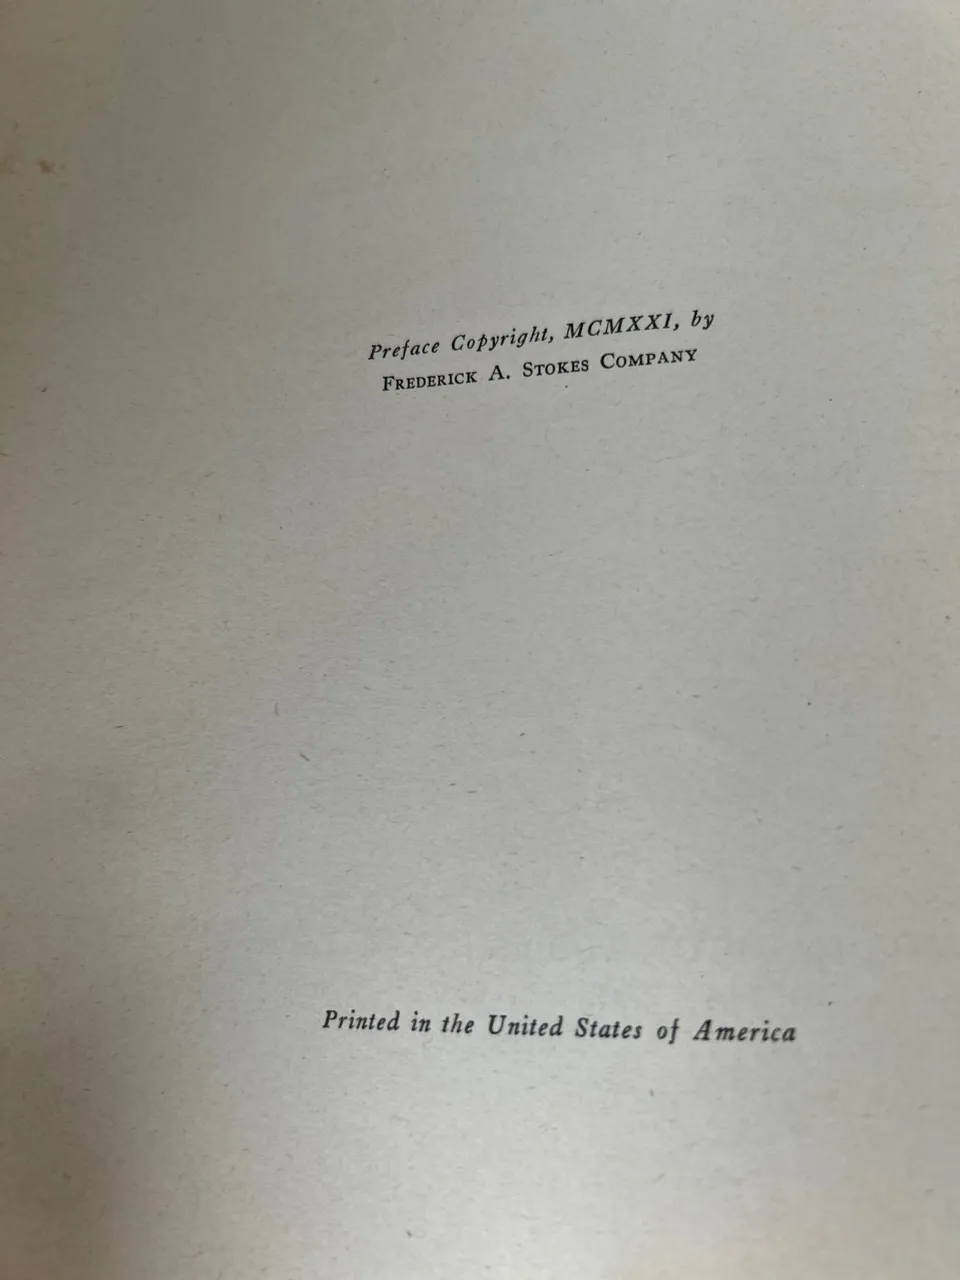 Preface Copyright, MCMXXI, by
FREDERICK A. STOKES COMPANY
Printed in the United States of America